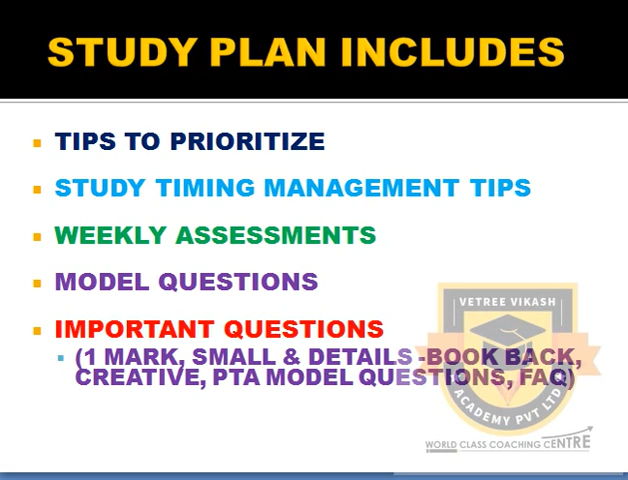 STUDY PLAN INCLUDES
TIPS TO PRIORITIZE
STUDY TIMING MANAGEMENT TIPS
WEEKLY ASSESSMENTS
MODEL QUESTIONS
IMPORTANT QUESTIONS
(1 MARK, SMALL & DETAILS -BOOK BACK,
CREATIVE, PTA MODEL QUESTIONS, FAQ)
VETREE VIKASH
ACADEMY PVT LTD
WORLD CLASS COACHING CENTRE